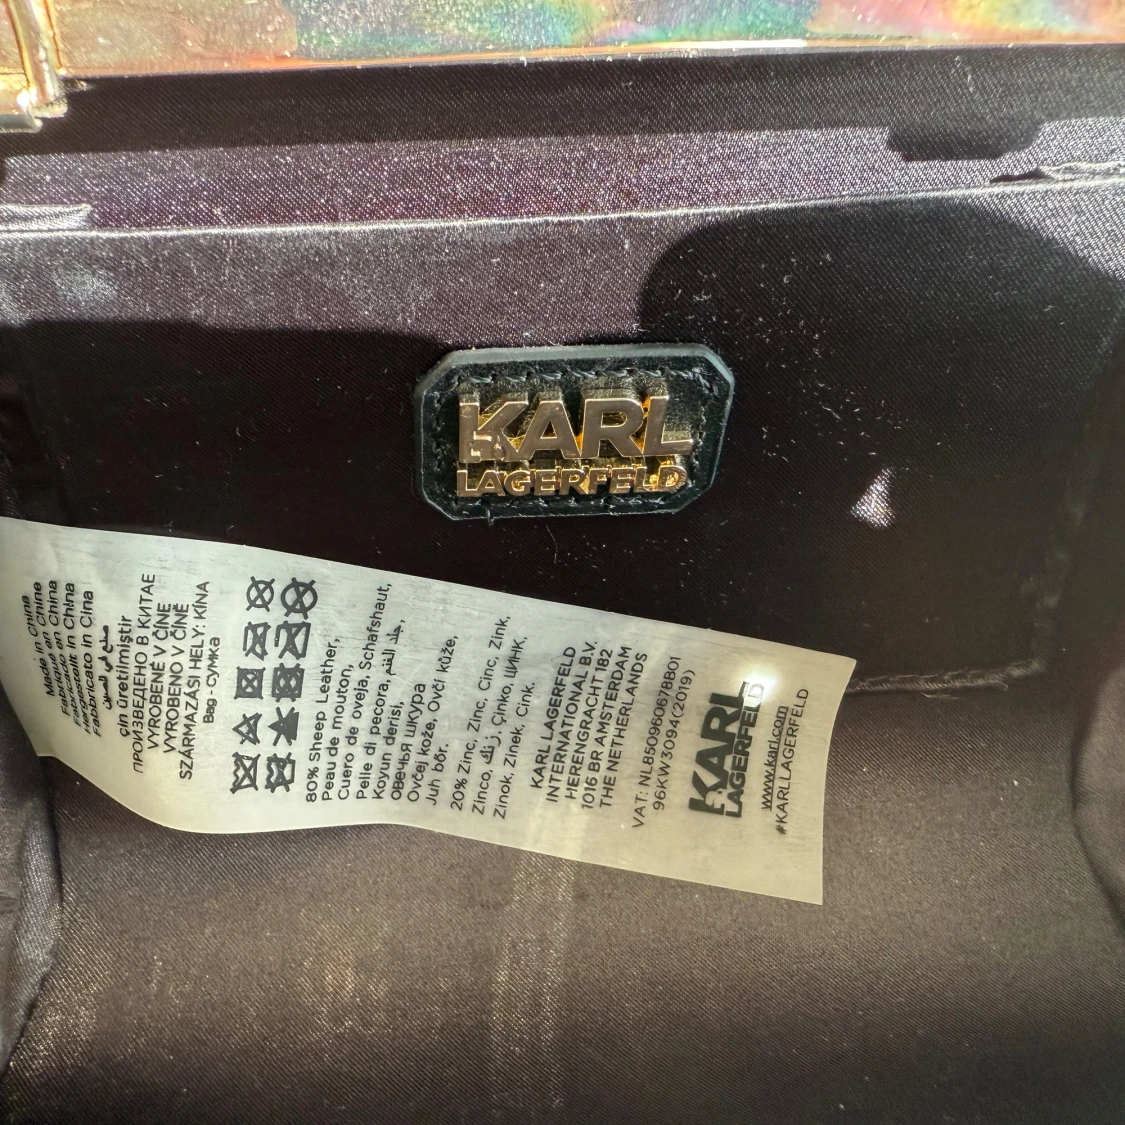 KARL
LAGERFELD
Made in China
Fabriqué en Chine
Fabricado en China
Hergestellt in China
Fabbricato in Cina
صنع في الصين
çin üretilmiştir
ПРОИЗВЕДЕНО В КИТАЕ
VYROBENÉ V ČÍNE
VYROBENO V ČÍNĚ
SZÁRMAZÁSI HELY: KÍNA
Bag - сумка
80% Sheep Leather,
Peau de mouton,
Cuero de oveja, Schafshaut,
Pelle di pecora, جلد الغنم,
Koyun derisi,
Овечья шкура
Ovčej kože, Ovčí kůže,
Juh bőr.
20% Zinc, Zinc, Cinc, Zink,
Zinco, زنك, Çinko, цинк,
Zinok, Zinek, Cink.
KARL LAGERFELD
INTERNATIONAL B.V.
HERENGRACHT 182
1016 BR AMSTERDAM
THE NETHERLANDS
VAT: NL850960678B01
96KW3094(2019)
KARL
LAGERFELD
www.karl.com
#KARLLAGERFELD